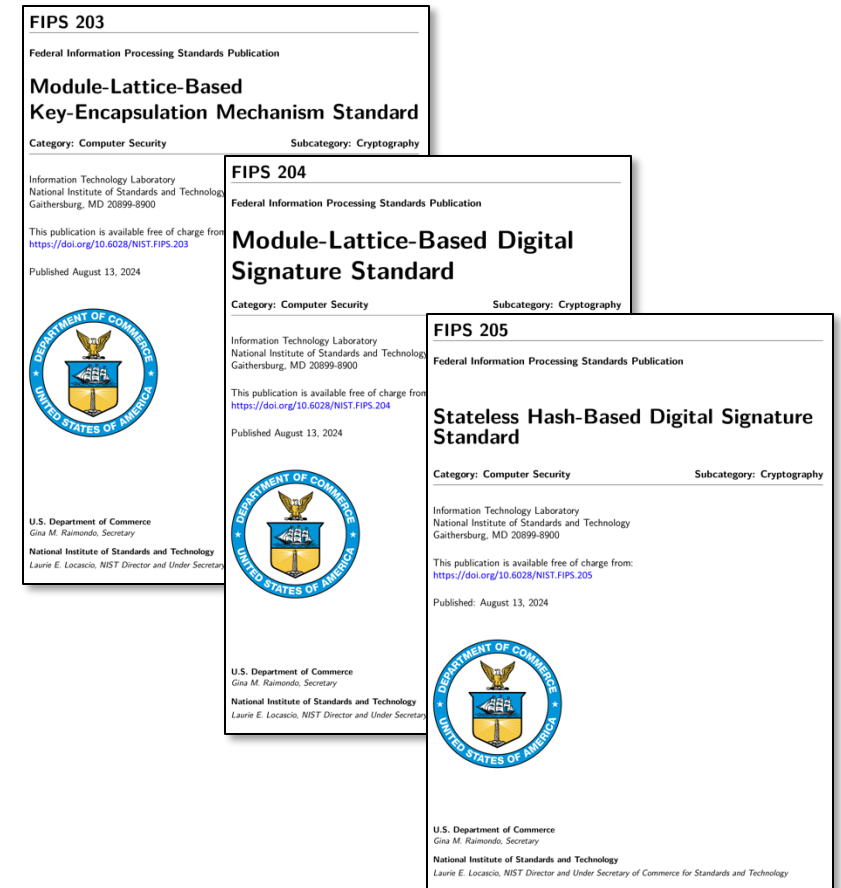 FIPS 203
Federal Information Processing Standards Publication
Module-Lattice-Based
Key-Encapsulation Mechanism Standard
Category: Computer Security Subcategory: Cryptography
Information Technology Laboratory
National Institute of Standards and Technology
Gaithersburg, MD 20899-8900
This publication is available free of charge from
https://doi.org/10.6028/NIST.FIPS.203
Published August 13, 2024
DEPARTMENT OF COMMERCE
UNITED STATES OF AMERICA
U.S. Department of Commerce
Gina M. Raimondo, Secretary
National Institute of Standards and Technology
Laurie E. Locascio, NIST Director and Under Secretary
FIPS 204
Federal Information Processing Standards Publication
Module-Lattice-Based Digital
Signature Standard
Category: Computer Security Subcategory: Cryptography
Information Technology Laboratory
National Institute of Standards and Technology
Gaithersburg, MD 20899-8900
This publication is available free of charge from
https://doi.org/10.6028/NIST.FIPS.204
Published August 13, 2024
DEPARTMENT OF COMMERCE
UNITED STATES OF AMERICA
U.S. Department of Commerce
Gina M. Raimondo, Secretary
National Institute of Standards and Technology
Laurie E. Locascio, NIST Director and Under Secretary
FIPS 205
Federal Information Processing Standards Publication
Stateless Hash-Based Digital Signature
Standard
Category: Computer Security Subcategory: Cryptography
Information Technology Laboratory
National Institute of Standards and Technology
Gaithersburg, MD 20899-8900
This publication is available free of charge from:
https://doi.org/10.6028/NIST.FIPS.205
Published: August 13, 2024
DEPARTMENT OF COMMERCE
UNITED STATES OF AMERICA
U.S. Department of Commerce
Gina M. Raimondo, Secretary
National Institute of Standards and Technology
Laurie E. Locascio, NIST Director and Under Secretary of Commerce for Standards and Technology